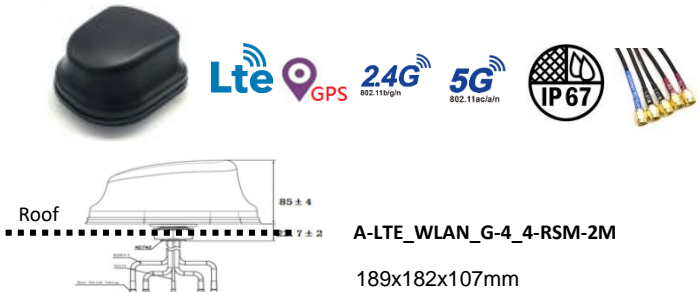 Lte
GPS
2.4G
802.11b/g/n
5G
802.11ac/a/n
IP 67
85±4
Roof
7±2
A-LTE_WLAN_G-4_4-RSM-2M
189x182x107mm